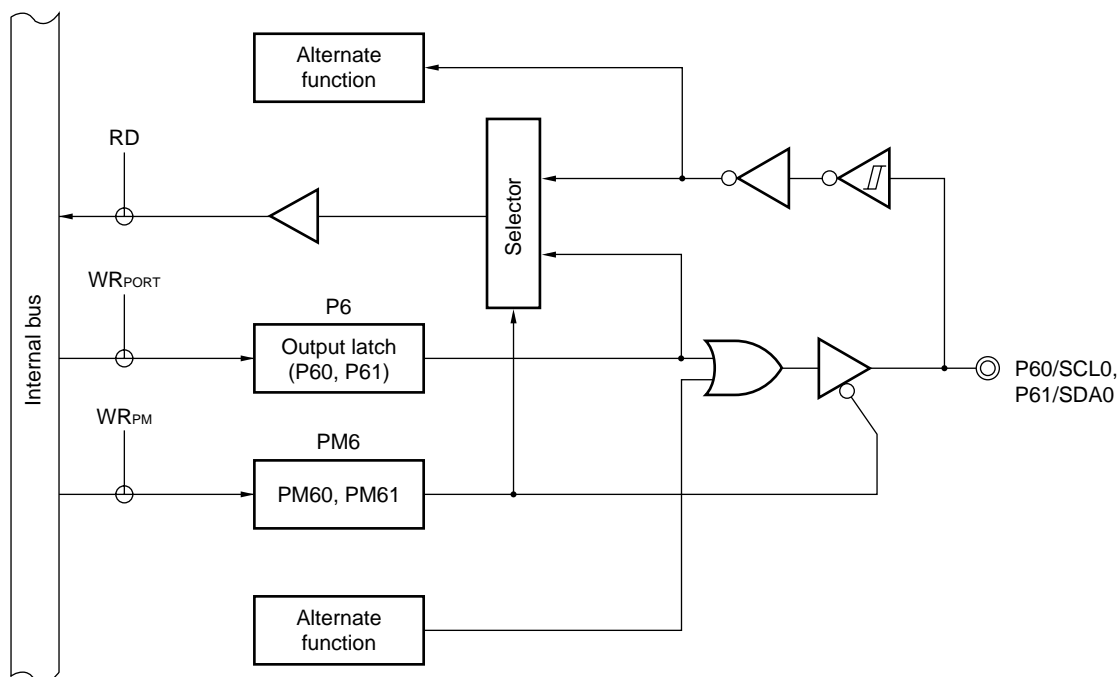 Alternate
function
RD
Selector
WRPORT
P6
Internal bus
Output latch
(P60, P61)
P60/SCL0,
P61/SDA0
WRPM
PM6
PM60, PM61
Alternate
function